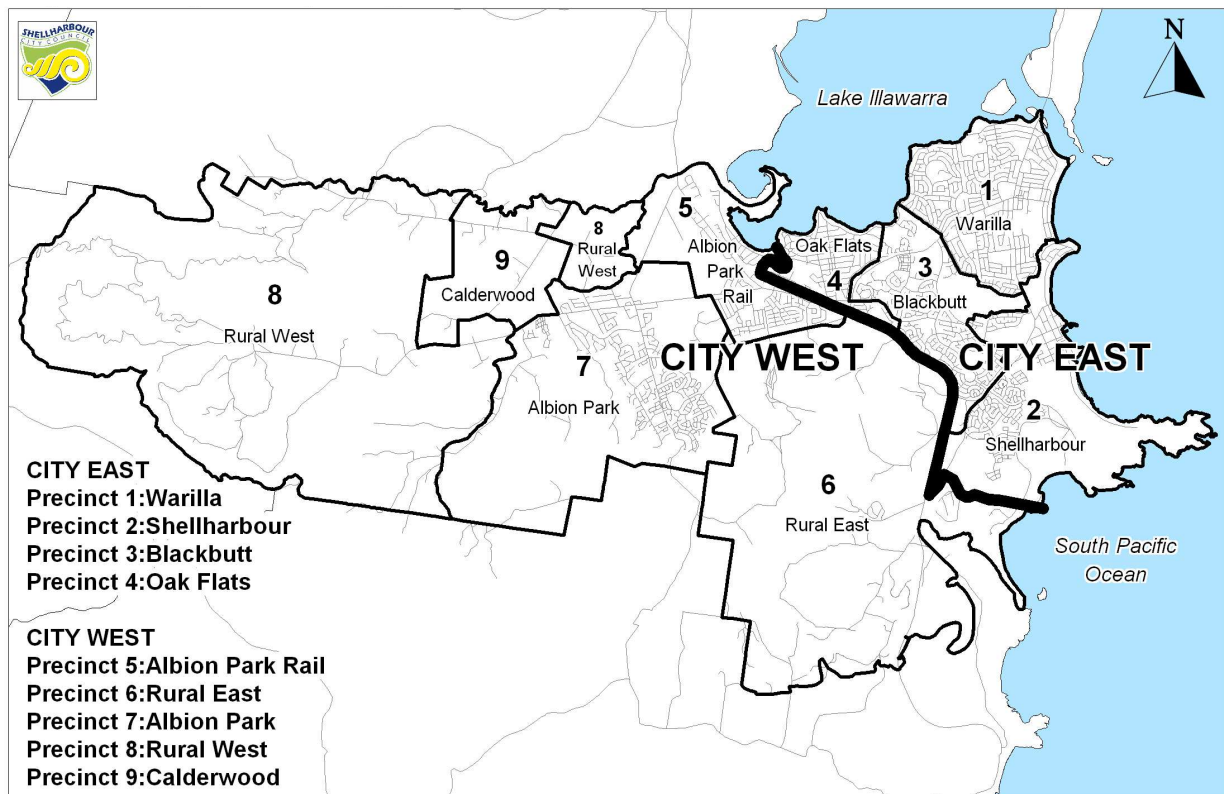 SHELLHARBOUR
CITY COUNCIL
N
Lake Illawarra
1
Warilla
5
Albion
Park
Rail
8
Rural
West
Oak Flats
4
3
Blackbutt
9
Calderwood
8
Rural West
7
Albion Park
CITY WEST
CITY EAST
2
Shellharbour
6
Rural East
South Pacific
Ocean
CITY EAST
Precinct 1:Warilla
Precinct 2:Shellharbour
Precinct 3:Blackbutt
Precinct 4:Oak Flats
CITY WEST
Precinct 5:Albion Park Rail
Precinct 6:Rural East
Precinct 7:Albion Park
Precinct 8:Rural West
Precinct 9:Calderwood